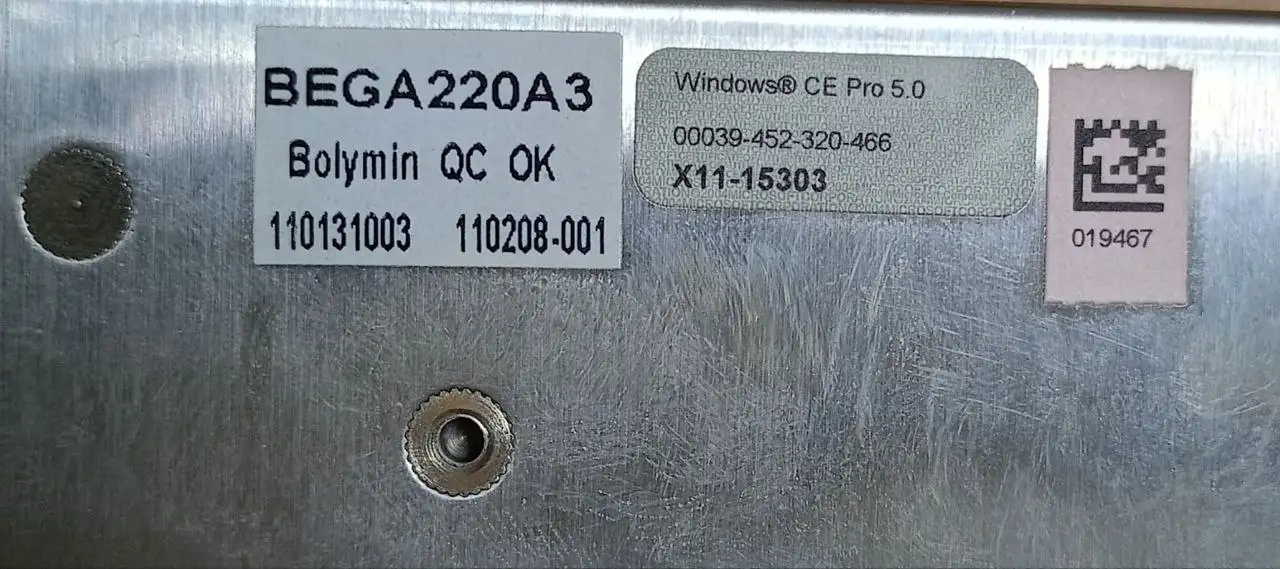 BEGA220A3
Bolymin QC OK
110131003 110208-001
Windows® CE Pro 5.0
00039-452-320-466
X11-15303
019467